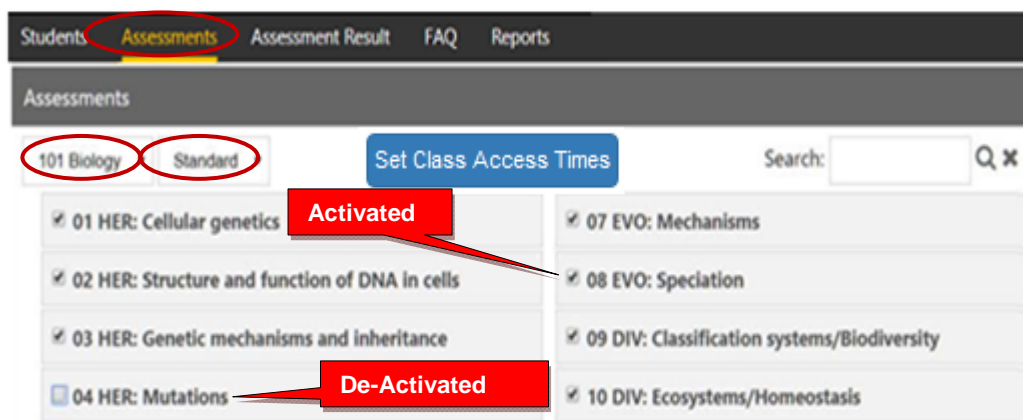 Students Assessments Assessment Result FAQ Reports
Assessments
101 Biology Standard Set Class Access Times Search:
Activated
01 HER: Cellular genetics 07 EVO: Mechanisms
02 HER: Structure and function of DNA in cells 08 EVO: Speciation
03 HER: Genetic mechanisms and inheritance 09 DIV: Classification systems/Biodiversity
De-Activated
04 HER: Mutations 10 DIV: Ecosystems/Homeostasis